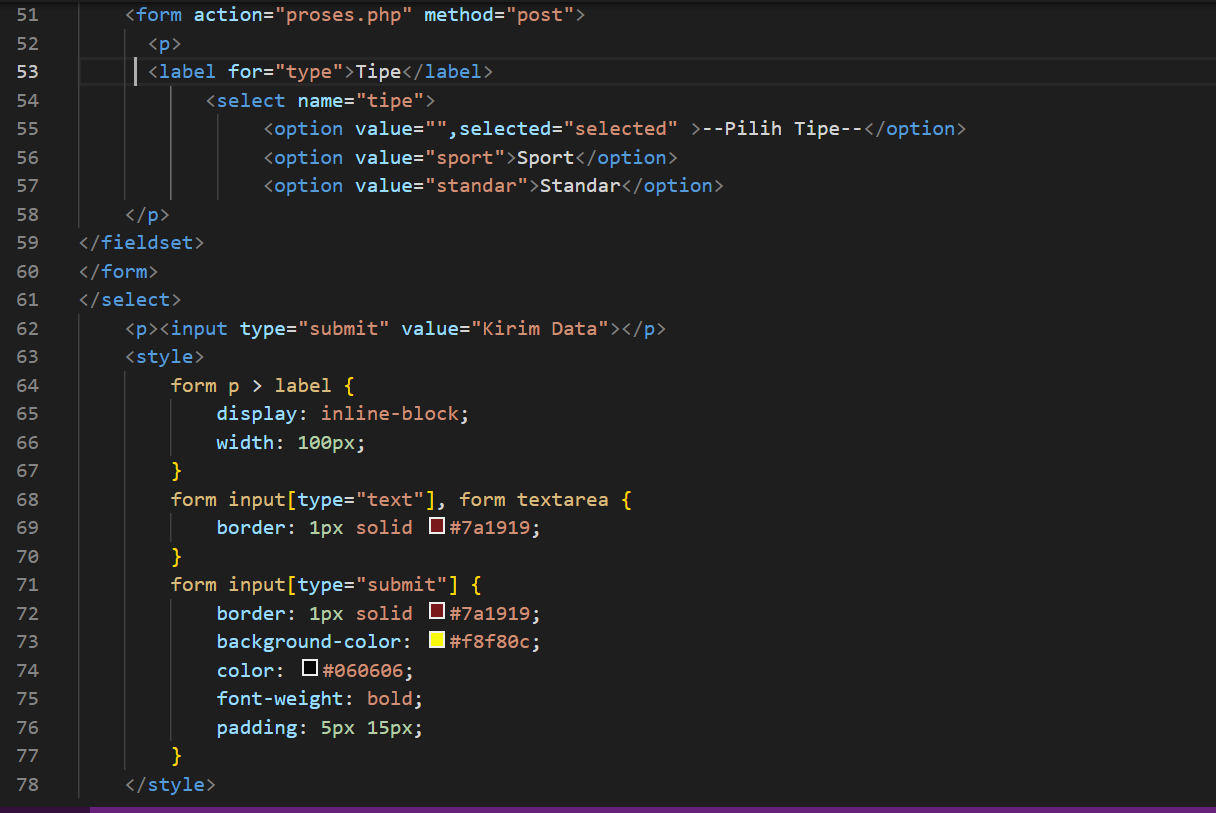 51 <form action="proses.php" method="post">
52 <p>
53 <label for="type">Tipe</label>
54 <select name="tipe">
55 <option value="",selected="selected" >--Pilih Tipe--</option>
56 <option value="sport">Sport</option>
57 <option value="standar">Standar</option>
58 </p>
59 </fieldset>
60 </form>
61 </select>
62 <p><input type="submit" value="Kirim Data"></p>
63 <style>
64 form p > label {
65 display: inline-block;
66 width: 100px;
67 }
68 form input[type="text"], form textarea {
69 border: 1px solid #7a1919;
70 }
71 form input[type="submit"] {
72 border: 1px solid #7a1919;
73 background-color: #f8f80c;
74 color: #060606;
75 font-weight: bold;
76 padding: 5px 15px;
77 }
78 </style>